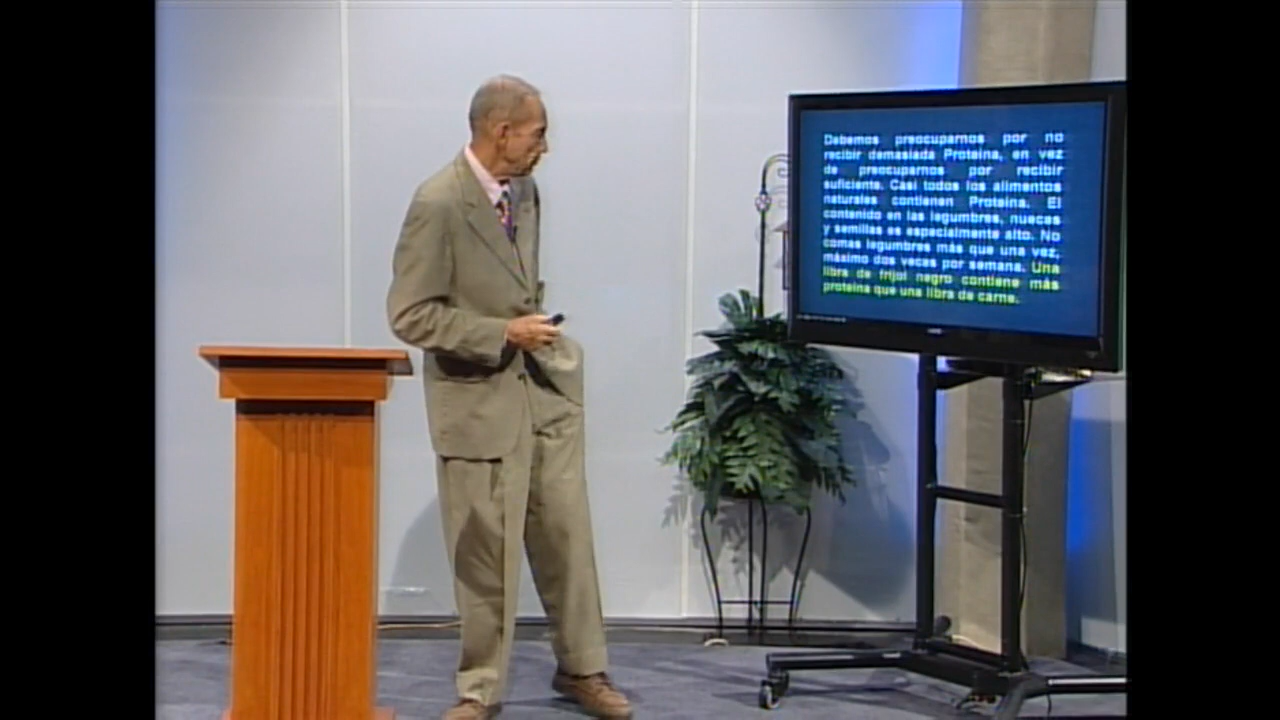 Debemos preocuparnos por no
recibir demasiada Proteína, en vez
de preocuparnos por recibir
suficiente. Casi todos los alimentos
naturales contienen Proteína. El
contenido en las legumbres, nueces
y semillas es especialmente alto. No
comas legumbres más que una vez,
máximo dos veces por semana. Una
libra de frijol negro contiene más
proteína que una libra de carne.